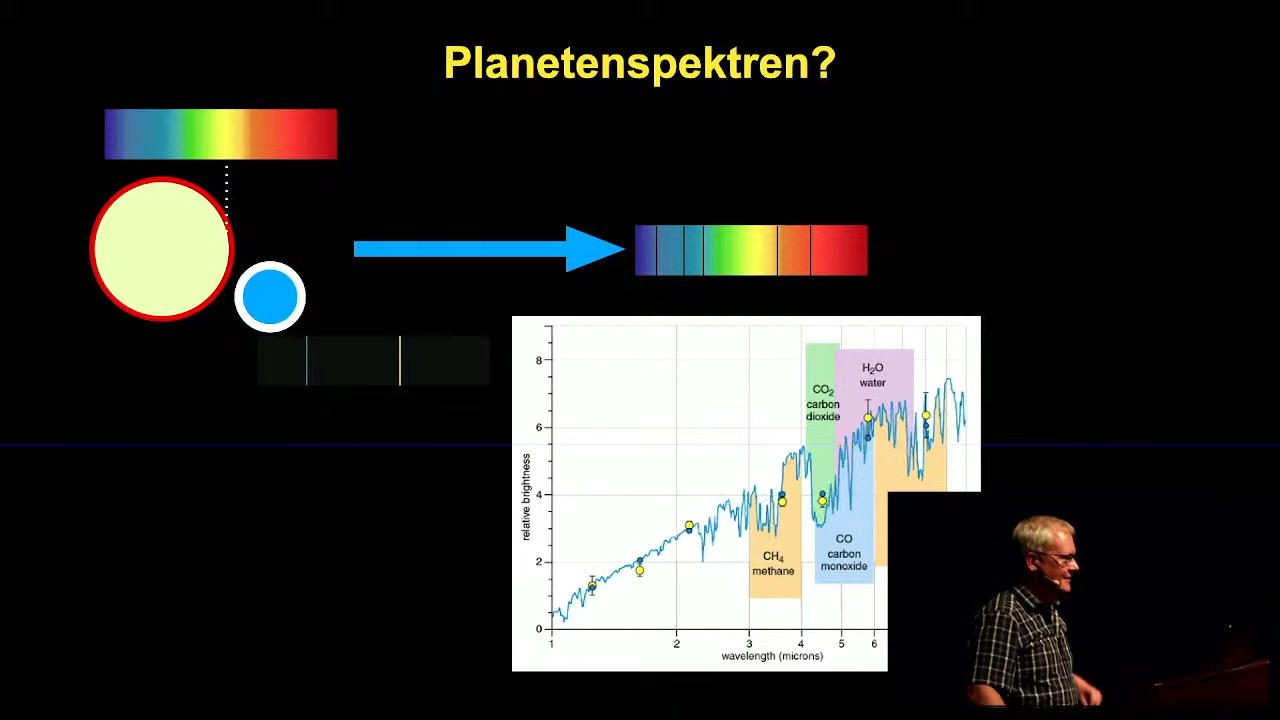 Planetenspektren?
8
6
4
2
0
relative brightness
CO2
carbon
dioxide
H2O
water
CH4
methane
CO
carbon
monoxide
1 2 3 4 5 6
wavelength (microns)